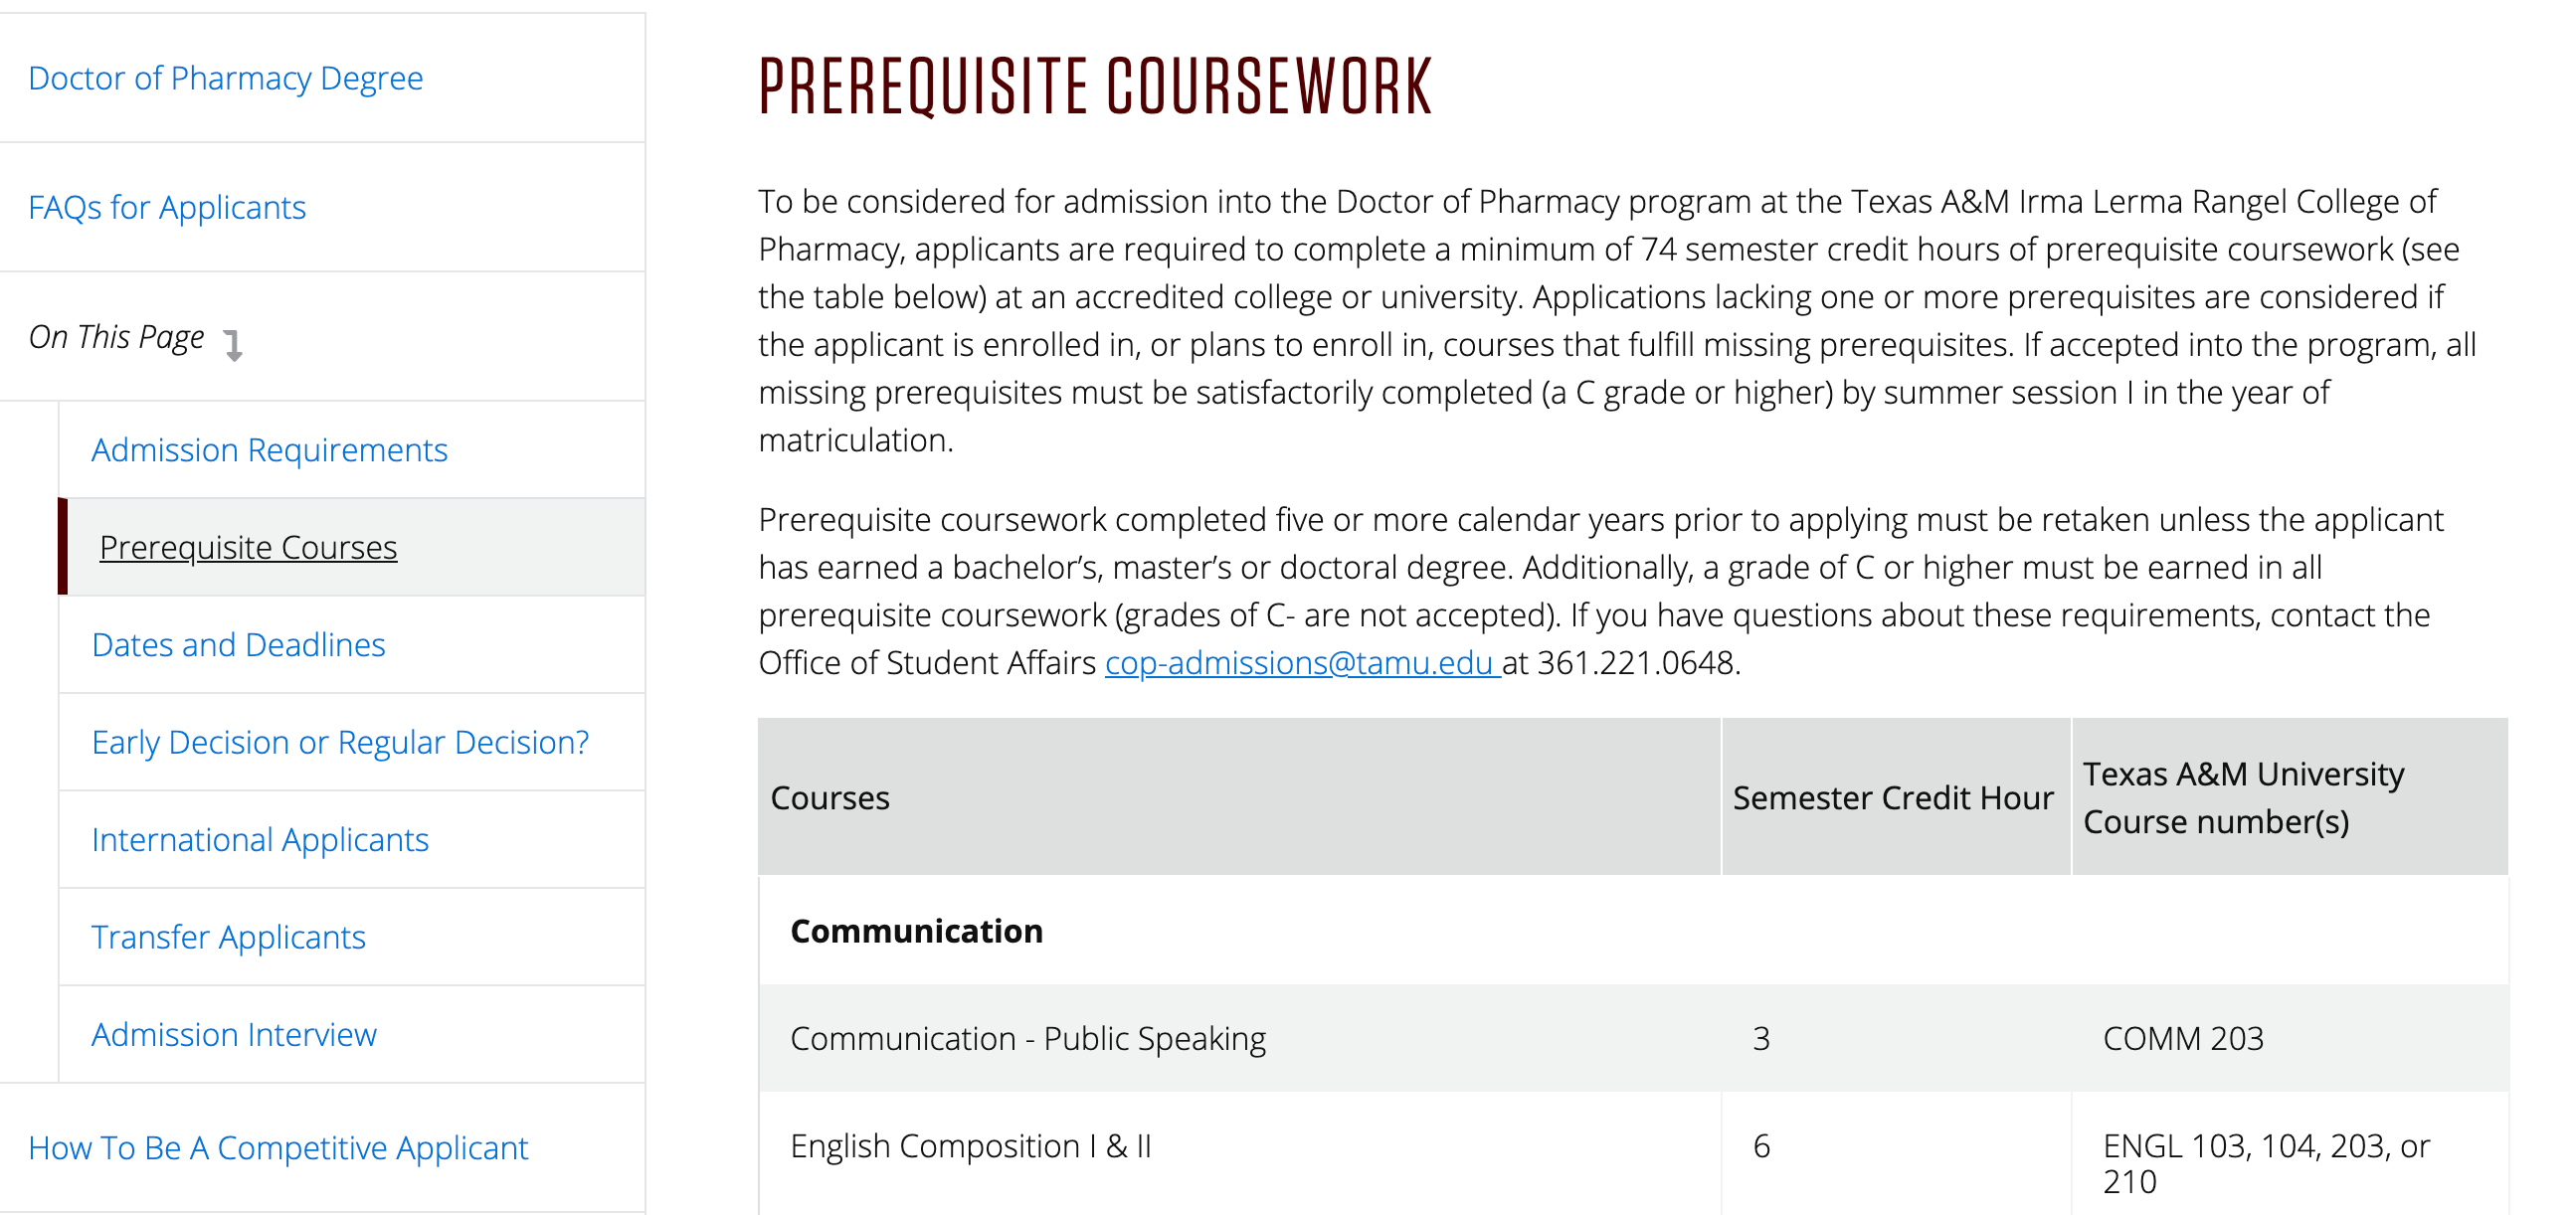 Doctor of Pharmacy Degree
FAQs for Applicants
On This Page
Admission Requirements
Prerequisite Courses
Dates and Deadlines
Early Decision or Regular Decision?
International Applicants
Transfer Applicants
Admission Interview
How To Be A Competitive Applicant
PREREQUISITE COURSEWORK
To be considered for admission into the Doctor of Pharmacy program at the Texas A&M Irma Lerma Rangel College of
Pharmacy, applicants are required to complete a minimum of 74 semester credit hours of prerequisite coursework (see
the table below) at an accredited college or university. Applications lacking one or more prerequisites are considered if
the applicant is enrolled in, or plans to enroll in, courses that fulfill missing prerequisites. If accepted into the program, all
missing prerequisites must be satisfactorily completed (a C grade or higher) by summer session I in the year of
matriculation.
Prerequisite coursework completed five or more calendar years prior to applying must be retaken unless the applicant
has earned a bachelor’s, master’s or doctoral degree. Additionally, a grade of C or higher must be earned in all
prerequisite coursework (grades of C- are not accepted). If you have questions about these requirements, contact the
Office of Student Affairs cop-admissions@tamu.edu at 361.221.0648.
Courses
Semester Credit Hour
Texas A&M University
Course number(s)
Communication
Communication - Public Speaking 3 COMM 203
English Composition I & II 6 ENGL 103, 104, 203, or
210